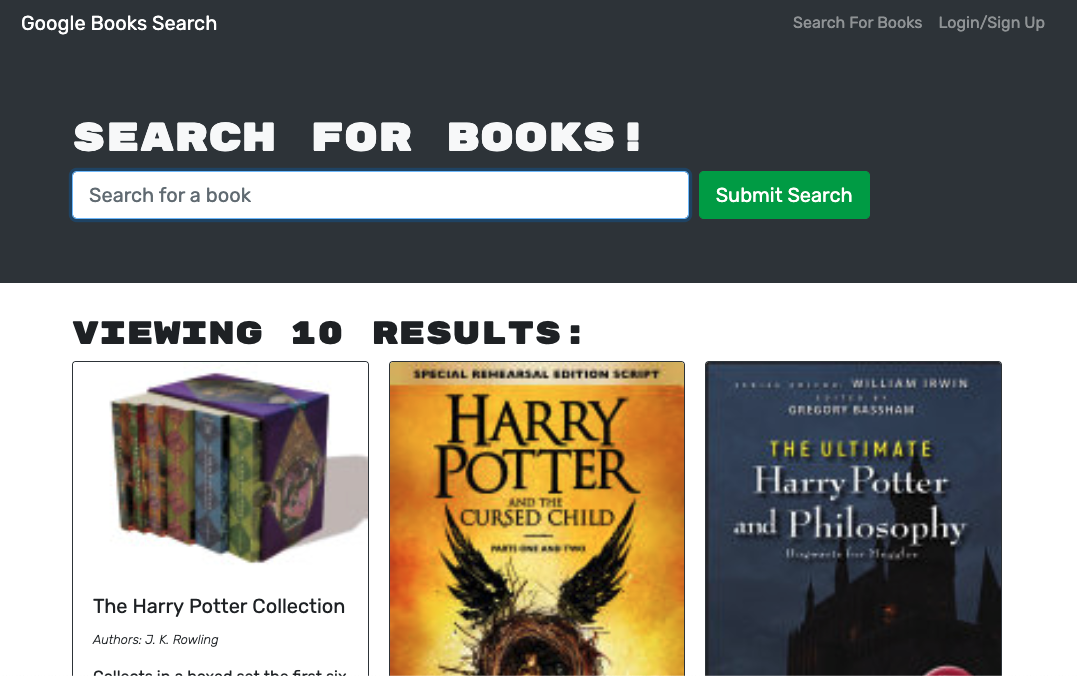 Google Books Search
Search For Books Login/Sign Up
SEARCH FOR BOOKS!
Search for a book
Submit Search
VIEWING 10 RESULTS:
The Harry Potter Collection
Authors: J. K. Rowling
Collects in a boxed set the first six
SPECIAL REHEARSAL EDITION SCRIPT
HARRY
POTTER
AND THE
CURSED CHILD
PARTS ONE AND TWO
SERIES EDITOR: WILLIAM IRWIN
EDITED BY
GREGORY BASSHAM
THE ULTIMATE
Harry Potter
and Philosophy
Hogwarts for Muggles